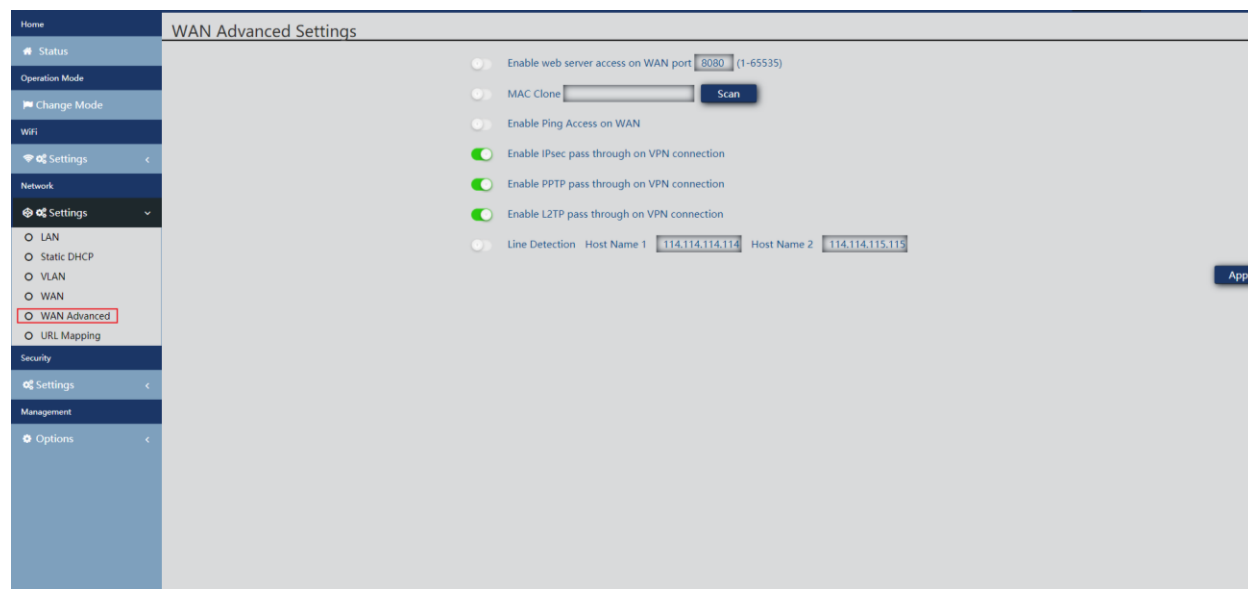 Home
Status
Operation Mode
Change Mode
WiFi
Settings
Network
Settings
LAN
Static DHCP
VLAN
WAN
WAN Advanced
URL Mapping
Security
Settings
Management
Options
WAN Advanced Settings
Enable web server access on WAN port 8080 (1-65535)
MAC Clone Scan
Enable Ping Access on WAN
Enable IPsec pass through on VPN connection
Enable PPTP pass through on VPN connection
Enable L2TP pass through on VPN connection
Line Detection Host Name 1 114.114.114.114 Host Name 2 114.114.115.115
App